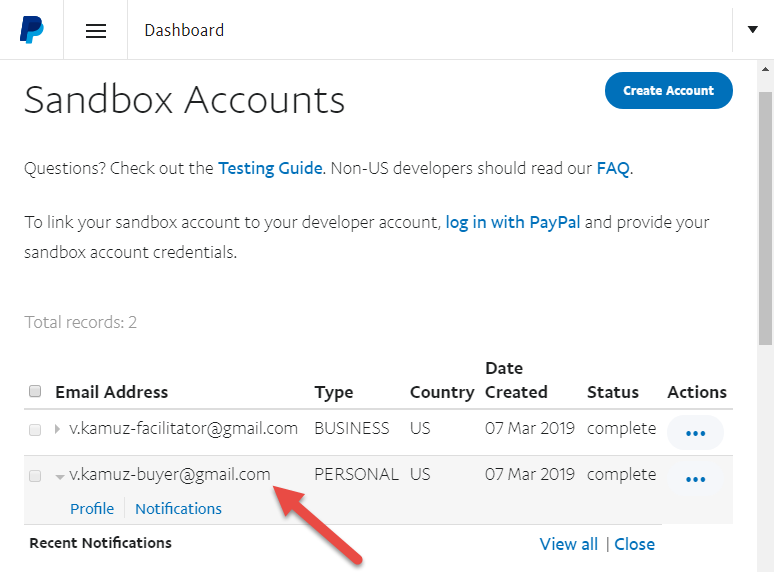 Dashboard
Sandbox Accounts
Create Account
Questions? Check out the Testing Guide. Non-US developers should read our FAQ.
To link your sandbox account to your developer account, log in with PayPal and provide your
sandbox account credentials.
Total records: 2
Email Address Type Country Date Created Status Actions
v.kamuz-facilitator@gmail.com BUSINESS US 07 Mar 2019 complete
v.kamuz-buyer@gmail.com PERSONAL US 07 Mar 2019 complete
Profile | Notifications
Recent Notifications View all | Close